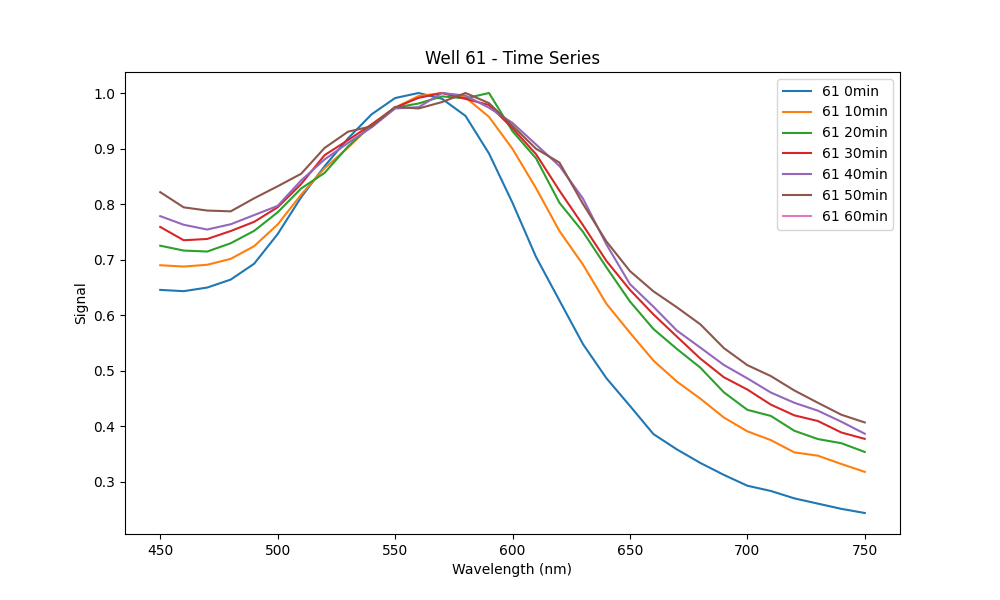 Well 61 - Time Series
Signal
1.0
0.9
0.8
0.7
0.6
0.5
0.4
0.3
61 0min
61 10min
61 20min
61 30min
61 40min
61 50min
61 60min
450 500 550 600 650 700 750
Wavelength (nm)